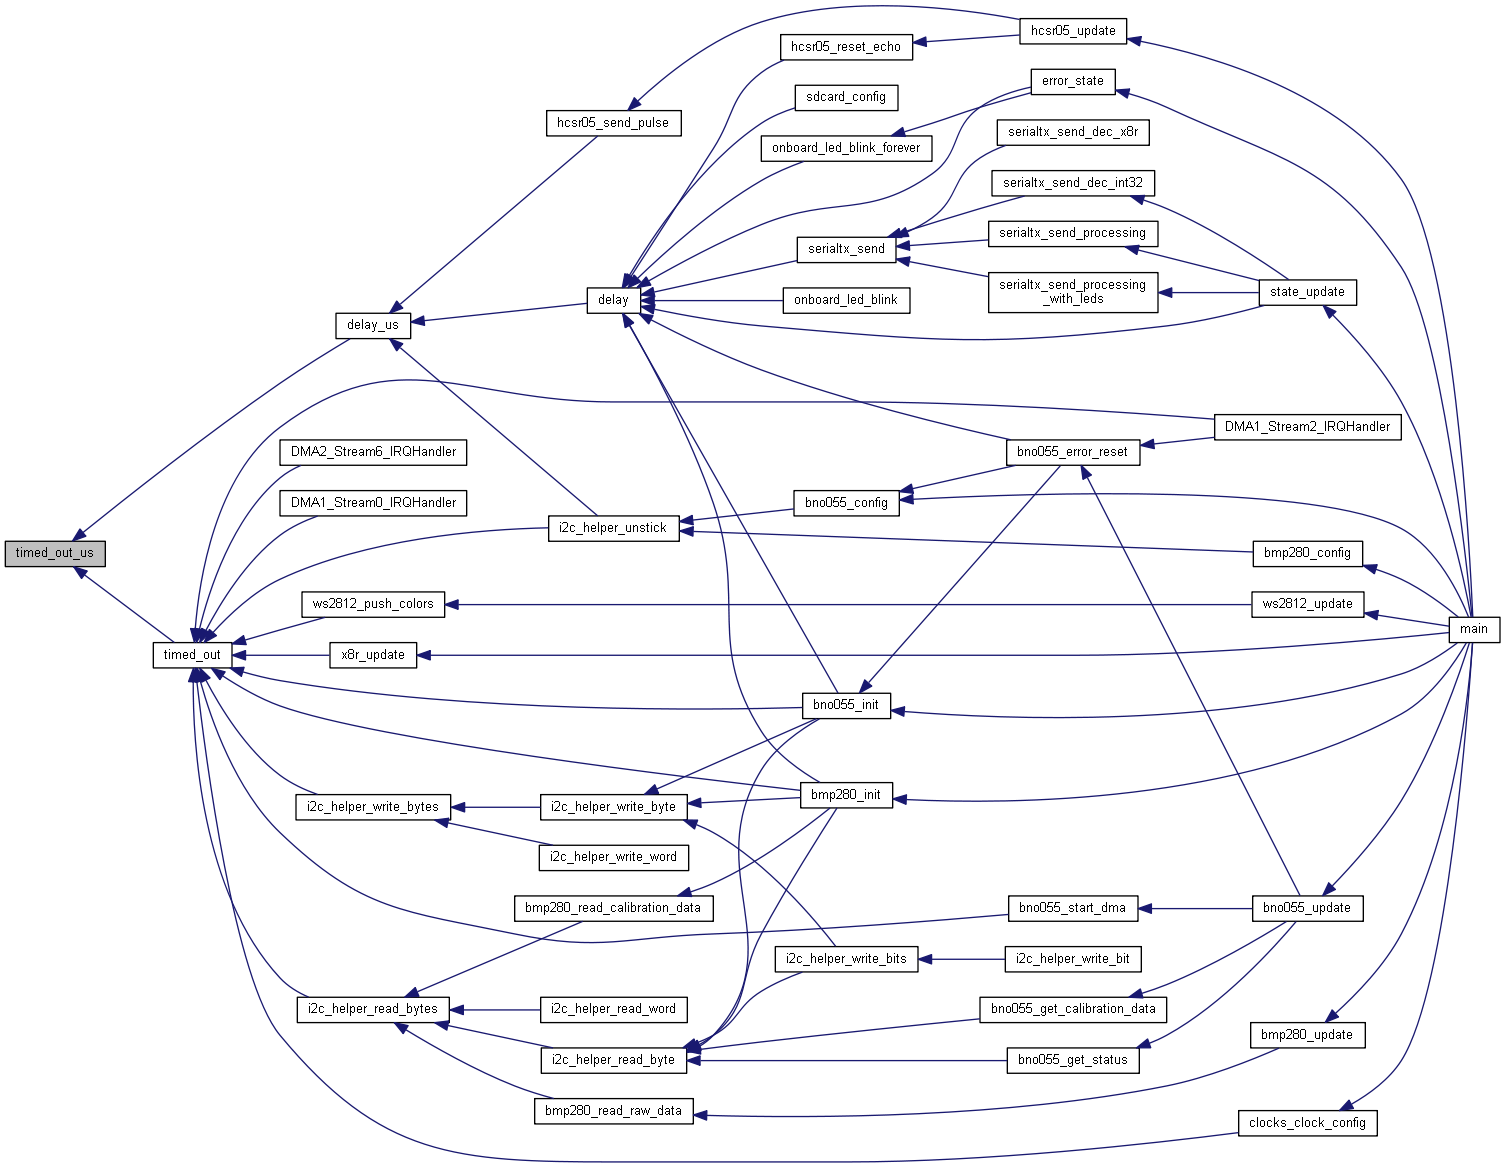 hcsr05_update
hcsr05_reset_echo
error_state
sdcard_config
hcsr05_send_pulse
serialtx_send_dec_x8r
onboard_led_blink_forever
serialtx_send_dec_int32
serialtx_send_processing
serialtx_send
serialtx_send_processing
_with_leds
state_update
delay
onboard_led_blink
delay_us
DMA1_Stream2_IRQHandler
DMA2_Stream6_IRQHandler
bno055_error_reset
DMA1_Stream0_IRQHandler
bno055_config
i2c_helper_unstick
timed_out_us
bmp280_config
ws2812_push_colors
ws2812_update
main
timed_out
x8r_update
bno055_init
bmp280_init
i2c_helper_write_bytes
i2c_helper_write_byte
i2c_helper_write_word
bmp280_read_calibration_data
bno055_start_dma
bno055_update
i2c_helper_write_bits
i2c_helper_write_bit
i2c_helper_read_bytes
i2c_helper_read_word
bno055_get_calibration_data
bmp280_update
i2c_helper_read_byte
bno055_get_status
bmp280_read_raw_data
clocks_clock_config